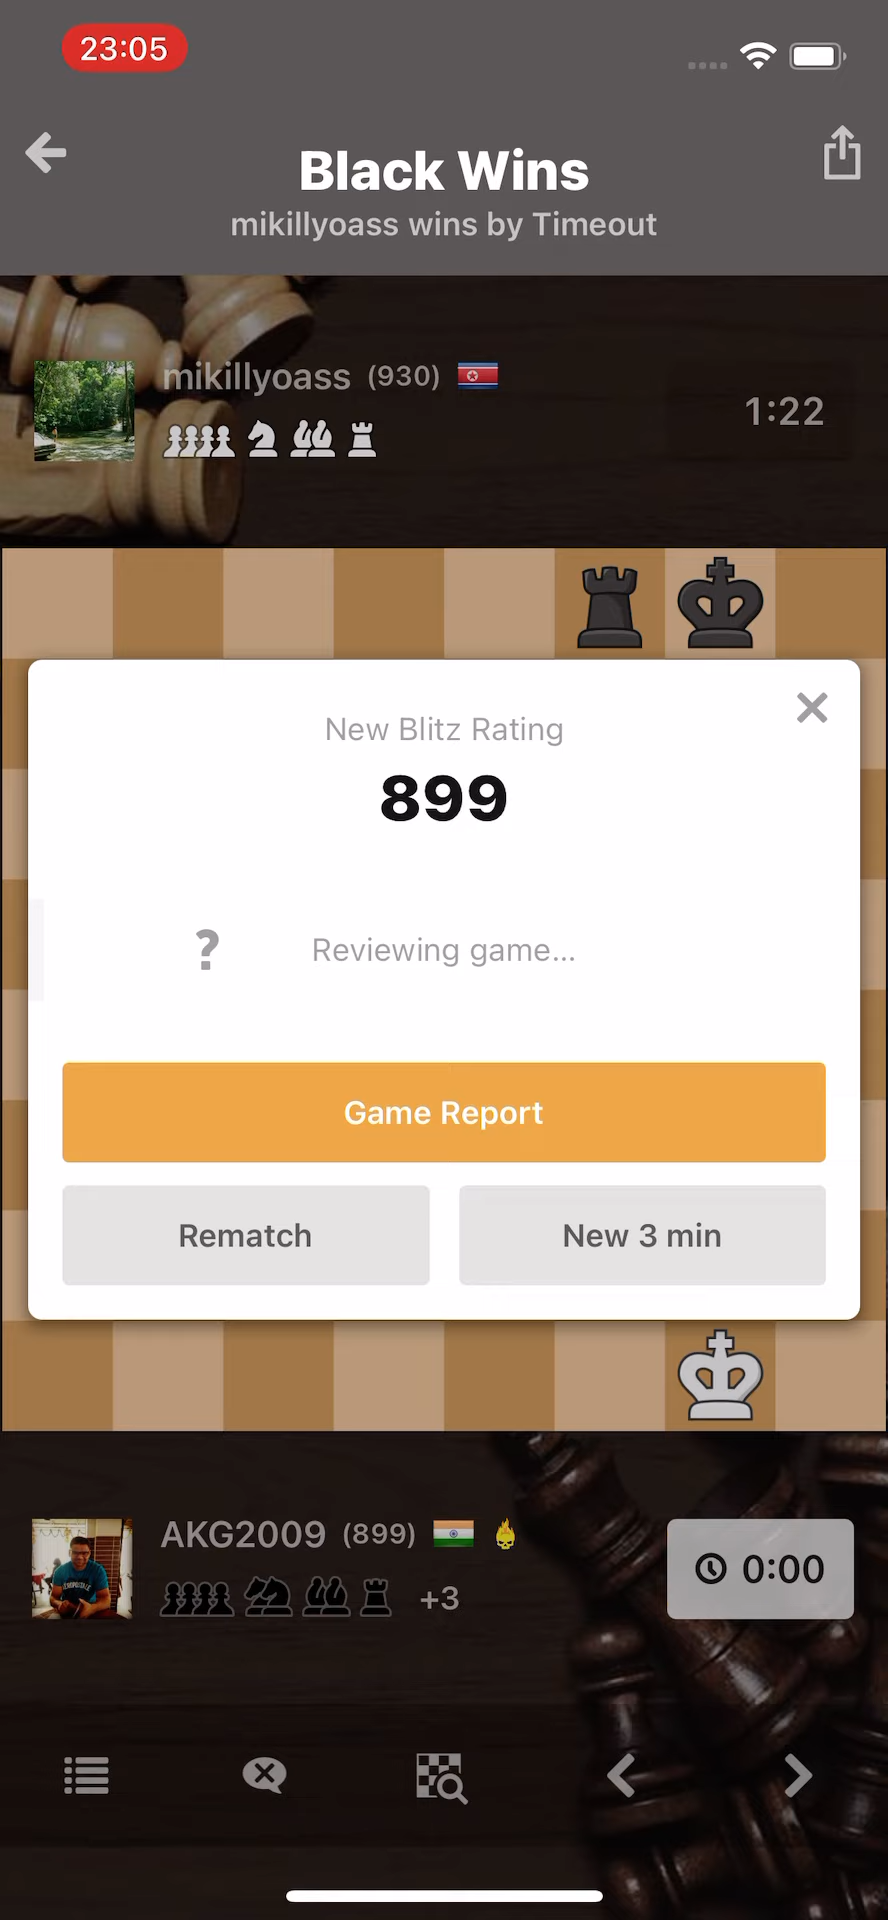 23:05
Black Wins
mikillyoass wins by Timeout
mikillyoass (930)
1:22
New Blitz Rating
899
? Reviewing game...
Game Report
Rematch New 3 min
AKG2009 (899)
+3
0:00